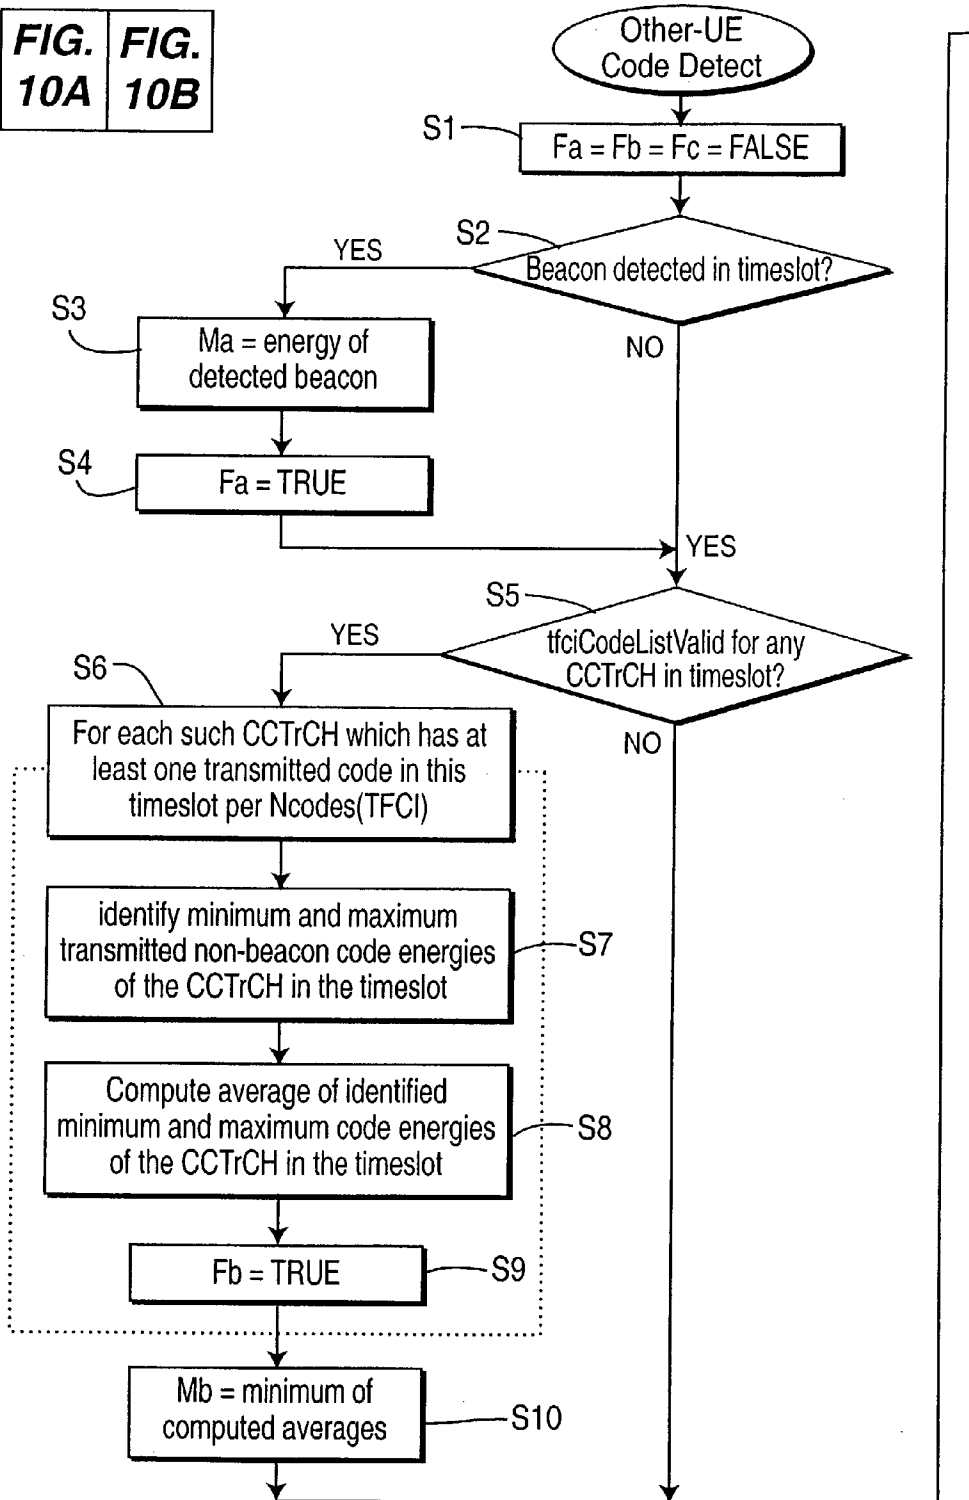 FIG. 10A
FIG. 10B
Other-UE
Code Detect
S1
Fa = Fb = Fc = FALSE
S2
Beacon detected in timeslot?
YES
NO
S3
Ma = energy of
detected beacon
S4
Fa = TRUE
YES
S5
tfciCodeListValid for any
CCTrCH in timeslot?
YES
NO
S6
For each such CCTrCH which has at
least one transmitted code in this
timeslot per Ncodes(TFCI)
identify minimum and maximum
transmitted non-beacon code energies
of the CCTrCH in the timeslot
S7
Compute average of identified
minimum and maximum code energies
of the CCTrCH in the timeslot
S8
Fb = TRUE
S9
Mb = minimum of
computed averages
S10